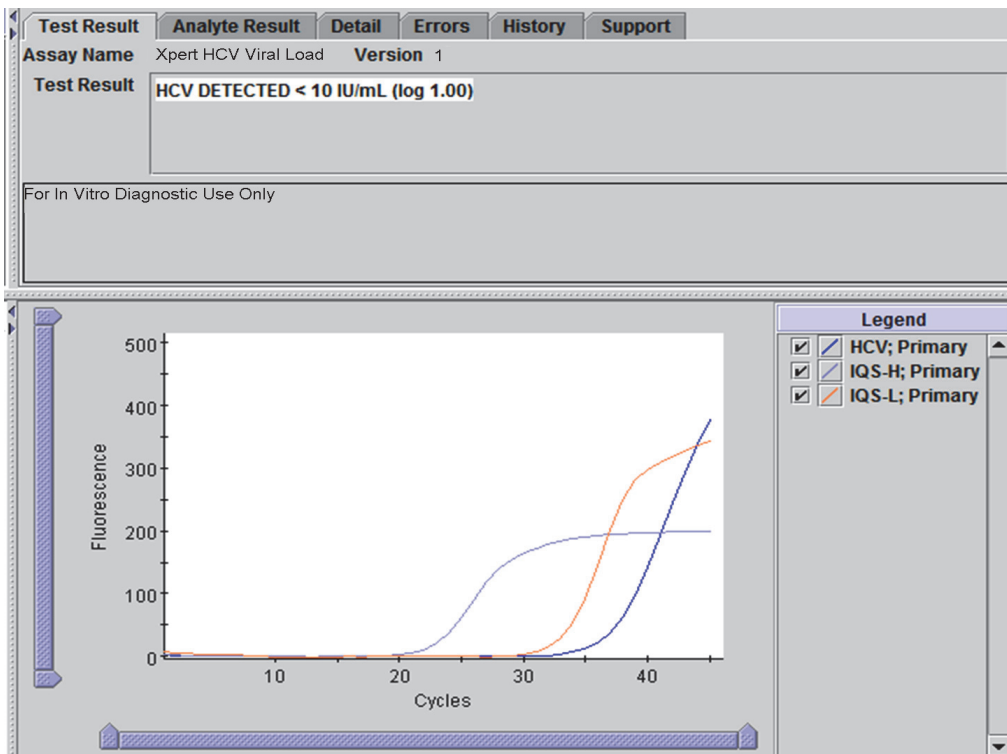 Test Result Analyte Result Detail Errors History Support
Assay Name Xpert HCV Viral Load Version 1
Test Result HCV DETECTED < 10 IU/mL (log 1.00)
For In Vitro Diagnostic Use Only
Legend
HCV; Primary
IQS-H; Primary
IQS-L; Primary
500
400
300
200
100
0
Fluorescence
10 20 30 40
Cycles